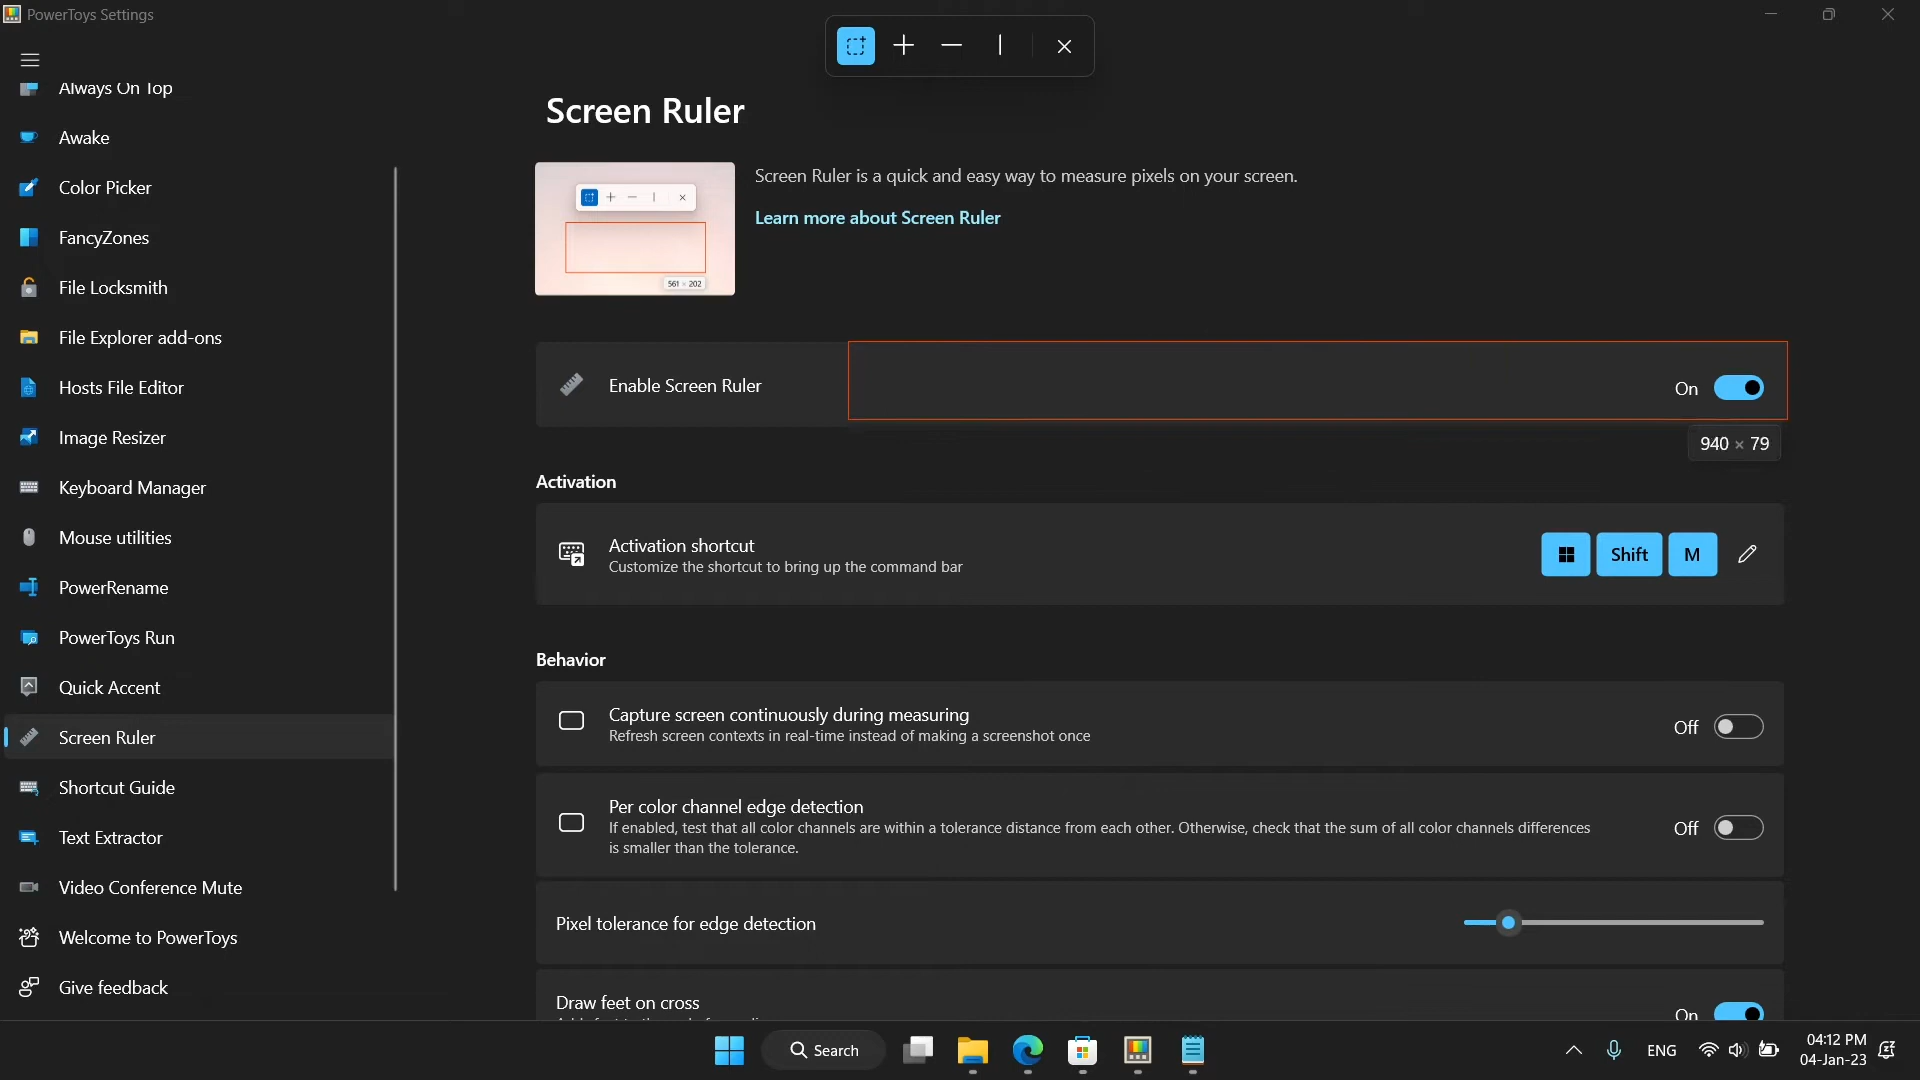 PowerToys Settings
Always On Top
Awake
Color Picker
FancyZones
File Locksmith
File Explorer add-ons
Hosts File Editor
Image Resizer
Keyboard Manager
Mouse utilities
PowerRename
PowerToys Run
Quick Accent
Screen Ruler
Shortcut Guide
Text Extractor
Video Conference Mute
Welcome to PowerToys
Give feedback
Screen Ruler
561 × 202
Screen Ruler is a quick and easy way to measure pixels on your screen.
Learn more about Screen Ruler
Enable Screen Ruler
On
940 × 79
Activation
Activation shortcut
Customize the shortcut to bring up the command bar
Shift
M
Behavior
Capture screen continuously during measuring
Refresh screen contexts in real-time instead of making a screenshot once
Off
Per color channel edge detection
If enabled, test that all color channels are within a tolerance distance from each other. Otherwise, check that the sum of all color channels differences
is smaller than the tolerance.
Off
Pixel tolerance for edge detection
Draw feet on cross
On
Search
ENG
04:12 PM
04-Jan-23